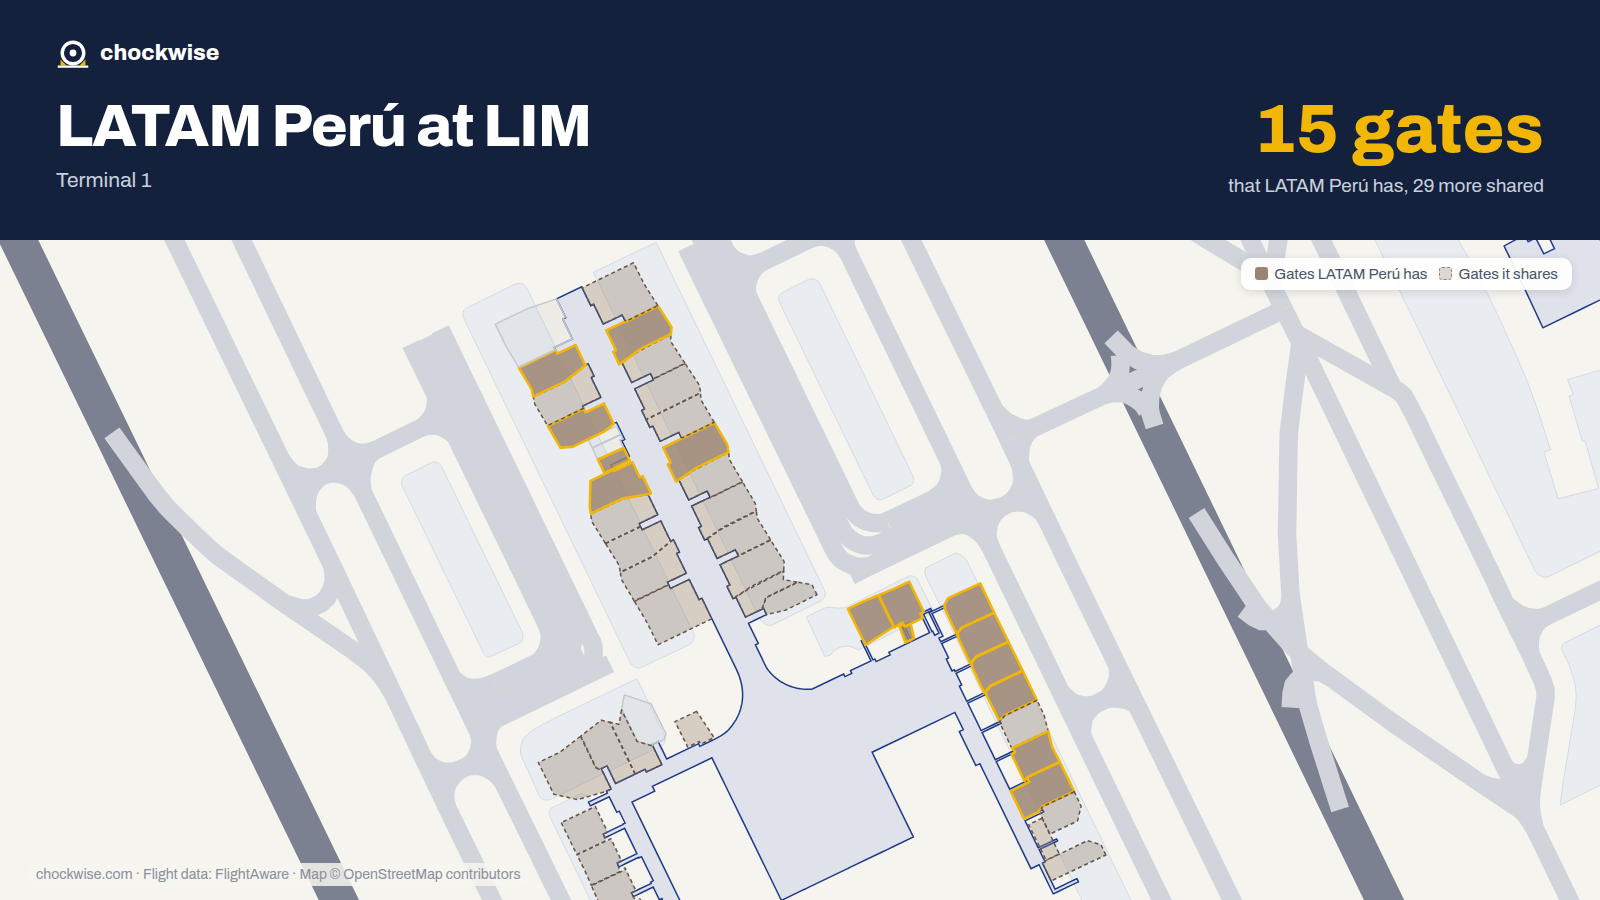 chockwise
LATAM Perú at LIM
Terminal 1
15 gates
that LATAM Perú has, 29 more shared
Gates LATAM Perú has
Gates it shares
chockwise.com · Flight data: FlightAware · Map © OpenStreetMap contributors